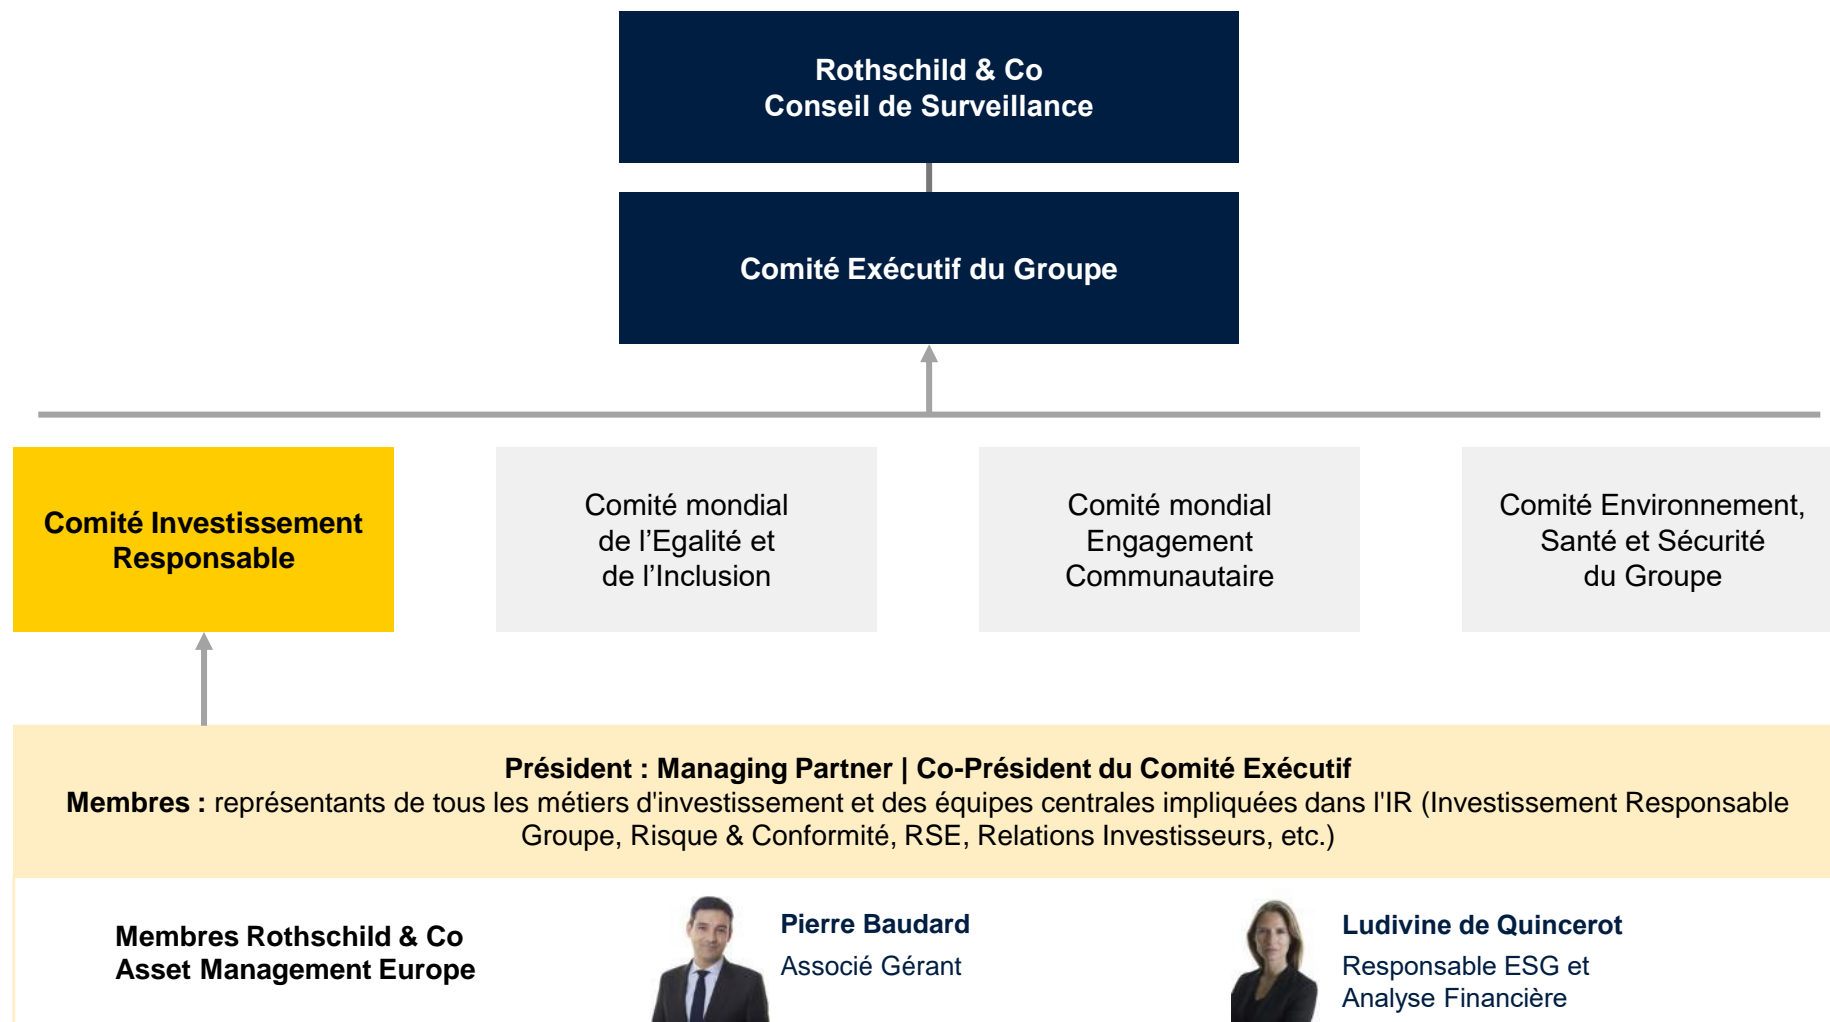 Rothschild & Co
Conseil de Surveillance
Comité Exécutif du Groupe
Comité Investissement
Responsable
Comité mondial
de l’Egalité et
de l’Inclusion
Comité mondial
Engagement
Communautaire
Comité Environnement,
Santé et Sécurité
du Groupe
Président : Managing Partner | Co-Président du Comité Exécutif
Membres : représentants de tous les métiers d'investissement et des équipes centrales impliquées dans l'IR (Investissement Responsable
Groupe, Risque & Conformité, RSE, Relations Investisseurs, etc.)
Membres Rothschild & Co
Asset Management Europe
Pierre Baudard
Associé Gérant
Ludivine de Quincerot
Responsable ESG et
Analyse Financière